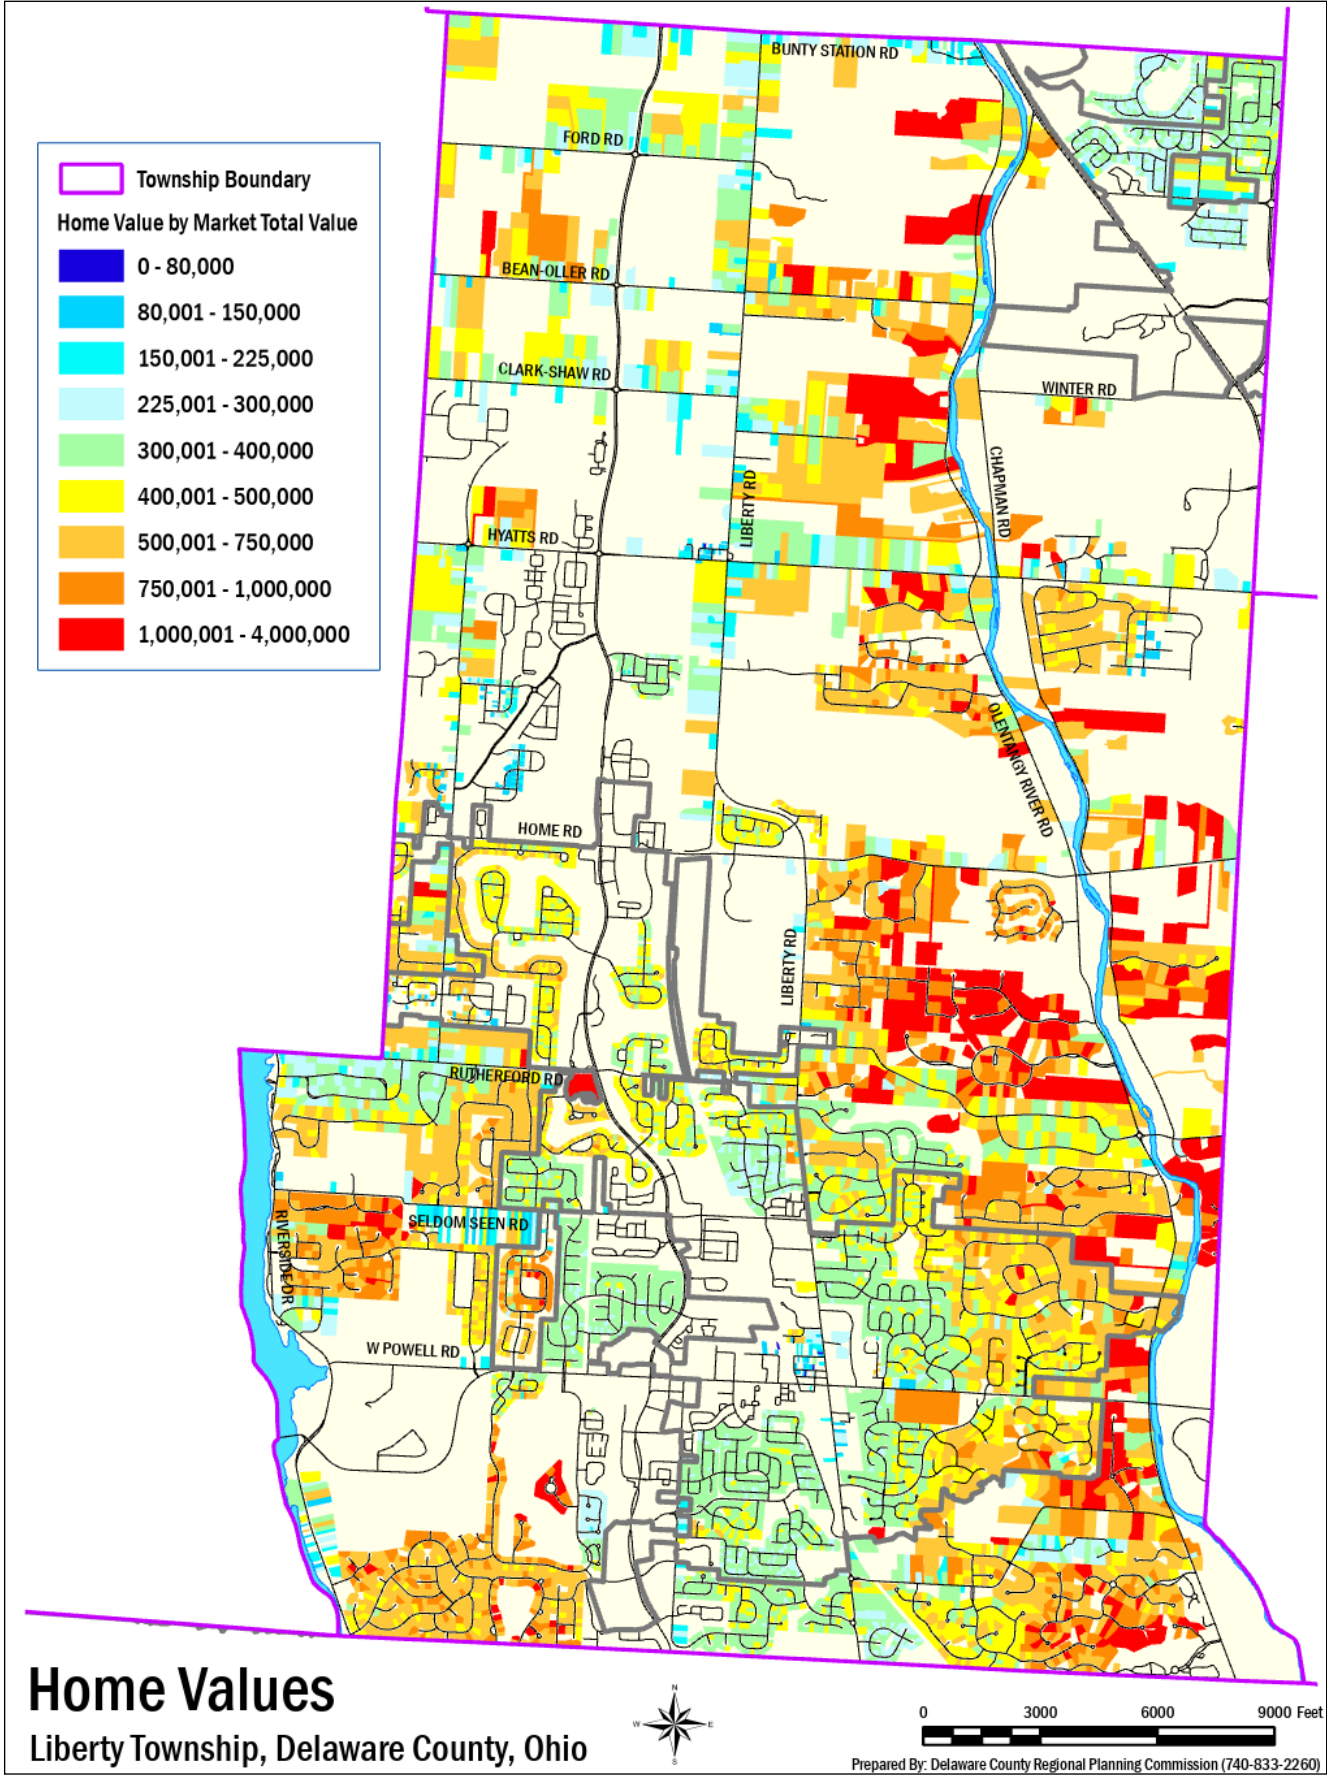 BUNTY STATION RD
FORD RD
Township Boundary
Home Value by Market Total Value
0 - 80,000
80,001 - 150,000
150,001 - 225,000
225,001 - 300,000
300,001 - 400,000
400,001 - 500,000
500,001 - 750,000
750,001 - 1,000,000
1,000,001 - 4,000,000
BEAN-OLLER RD
CLARK-SHAW RD
WINTER RD
LIBERTY RD
CHAPMAN RD
HYATTS RD
OLENTANGY RIVER RD
HOME RD
LIBERTY RD
RUTHERFORD RD
SELDOM SEEN RD
RIVERSIDE DR
W POWELL RD
Home Values
Liberty Township, Delaware County, Ohio
N
W
E
S
0 3000 6000 9000 Feet
Prepared By: Delaware County Regional Planning Commission (740-833-2260)